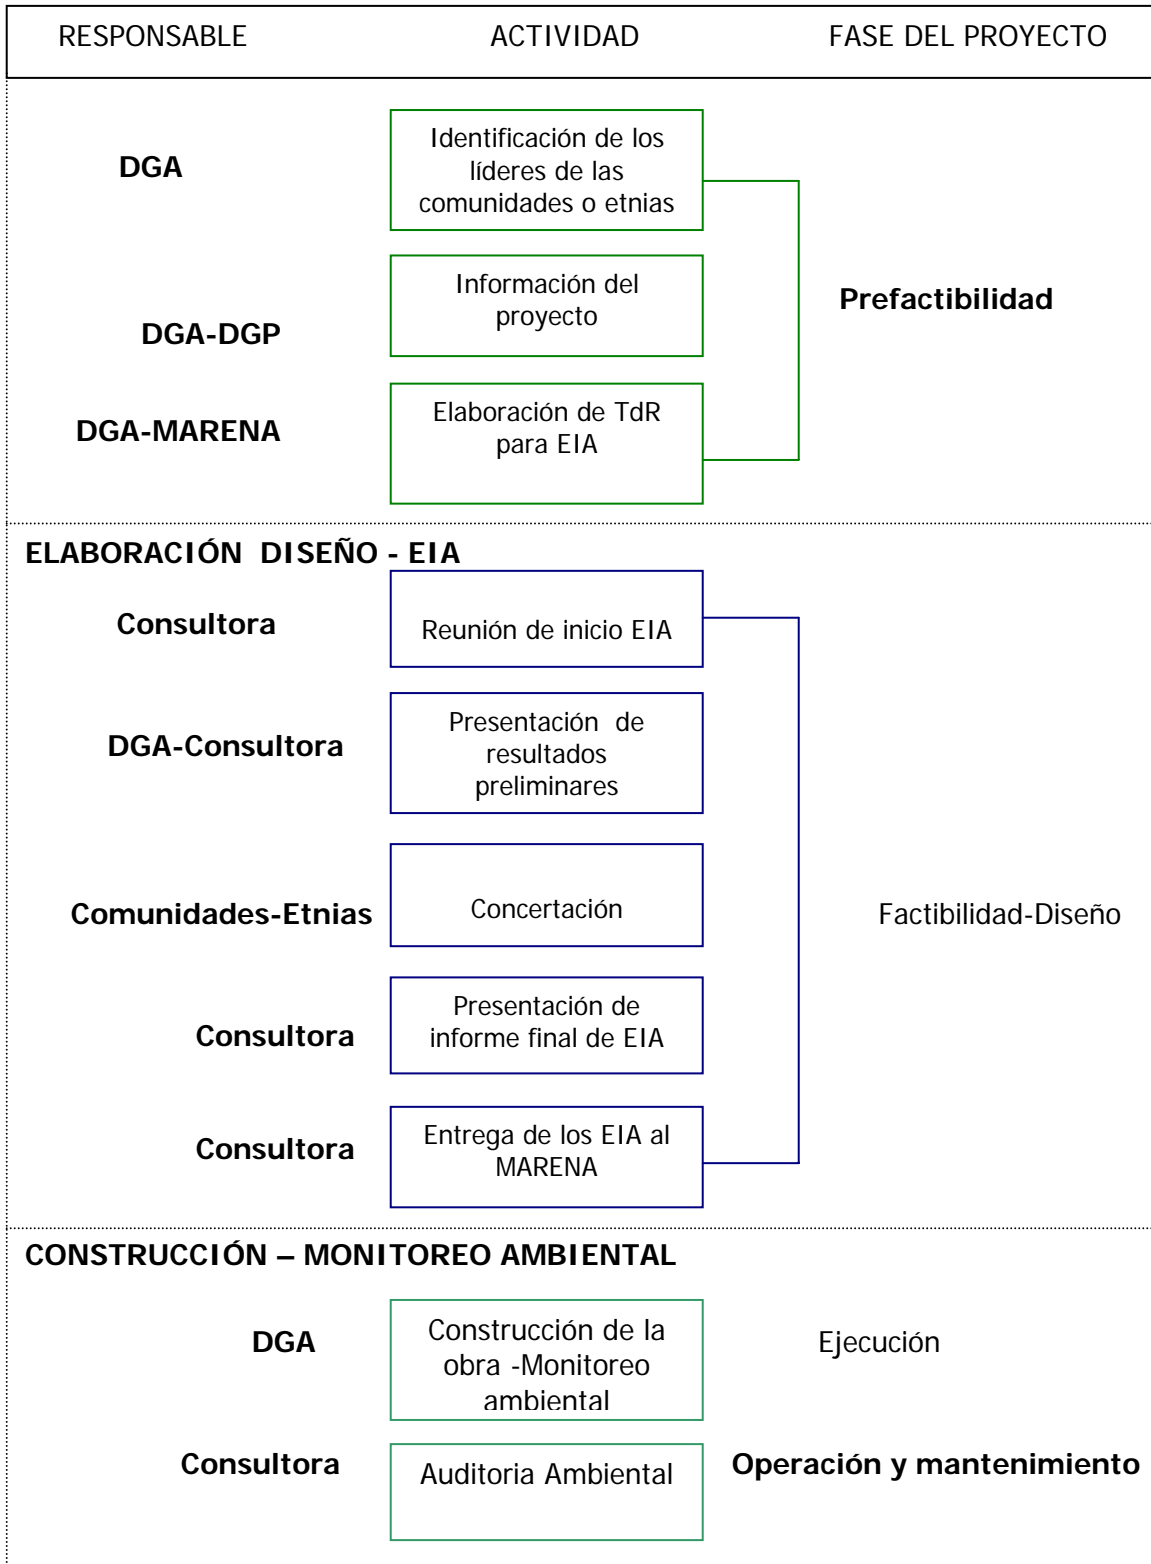 RESPONSABLE ACTIVIDAD FASE DEL PROYECTO
DGA
Identificación de los
líderes de las
comunidades o etnias
DGA-DGP
Información del
proyecto
Prefactibilidad
DGA-MARENA
Elaboración de TdR
para EIA
ELABORACIÓN DISEÑO - EIA
Consultora
Reunión de inicio EIA
DGA-Consultora
Presentación de
resultados
preliminares
Comunidades-Etnias
Concertación
Factibilidad-Diseño
Consultora
Presentación de
informe final de EIA
Consultora
Entrega de los EIA al
MARENA
CONSTRUCCIÓN – MONITOREO AMBIENTAL
DGA
Construcción de la
obra -Monitoreo
ambiental
Ejecución
Consultora
Auditoria Ambiental
Operación y mantenimiento